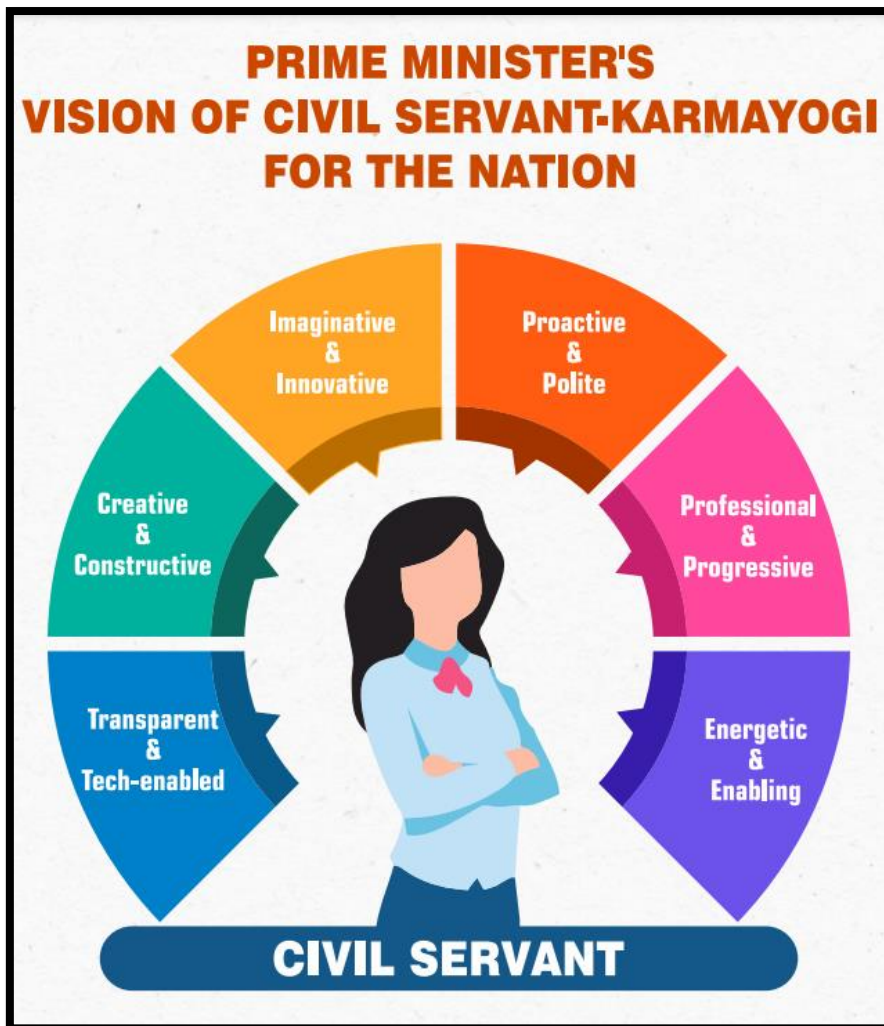 PRIME MINISTER'S
VISION OF CIVIL SERVANT-KARMAYOGI
FOR THE NATION
Imaginative
&
Innovative
Proactive
&
Polite
Creative
&
Constructive
Professional
&
Progressive
Transparent
&
Tech-enabled
Energetic
&
Enabling
CIVIL SERVANT